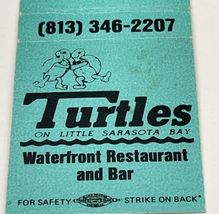 (813) 346-2207
Turtles
ON LITTLE SARASOTA BAY
Waterfront Restaurant
and Bar
FOR SAFETY STRIKE ON BACK